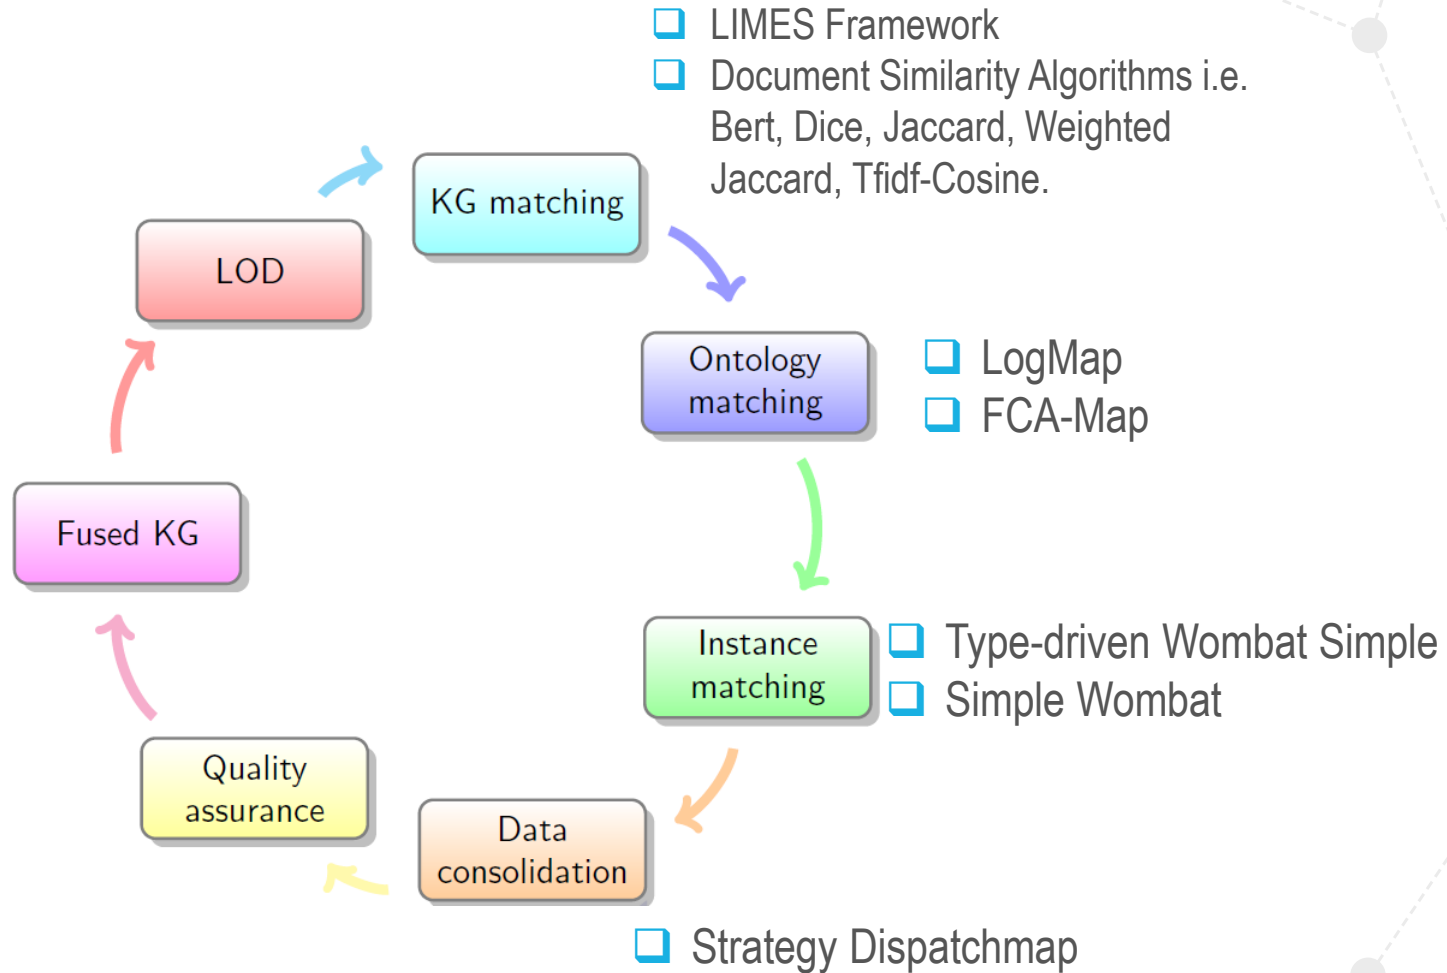 LIMES Framework
Document Similarity Algorithms i.e.
Bert, Dice, Jaccard, Weighted
Jaccard, Tfidf-Cosine.
KG matching
LOD
Ontology
matching
LogMap
FCA-Map
Fused KG
Instance
matching
Type-driven Wombat Simple
Simple Wombat
Quality
assurance
Data
consolidation
Strategy Dispatchmap